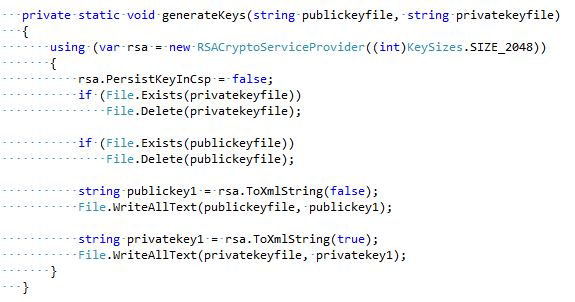 private static void generateKeys(string publickeyfile, string privatekeyfile)
{
using (var rsa = new RSACryptoServiceProvider((int)KeySizes.SIZE_2048))
{
rsa.PersistKeyInCsp = false;
if (File.Exists(privatekeyfile))
File.Delete(privatekeyfile);
if (File.Exists(publickeyfile))
File.Delete(publickeyfile);
string publickey1 = rsa.ToXmlString(false);
File.WriteAllText(publickeyfile, publickey1);
string privatekey1 = rsa.ToXmlString(true);
File.WriteAllText(privatekeyfile, privatekey1);
}
}